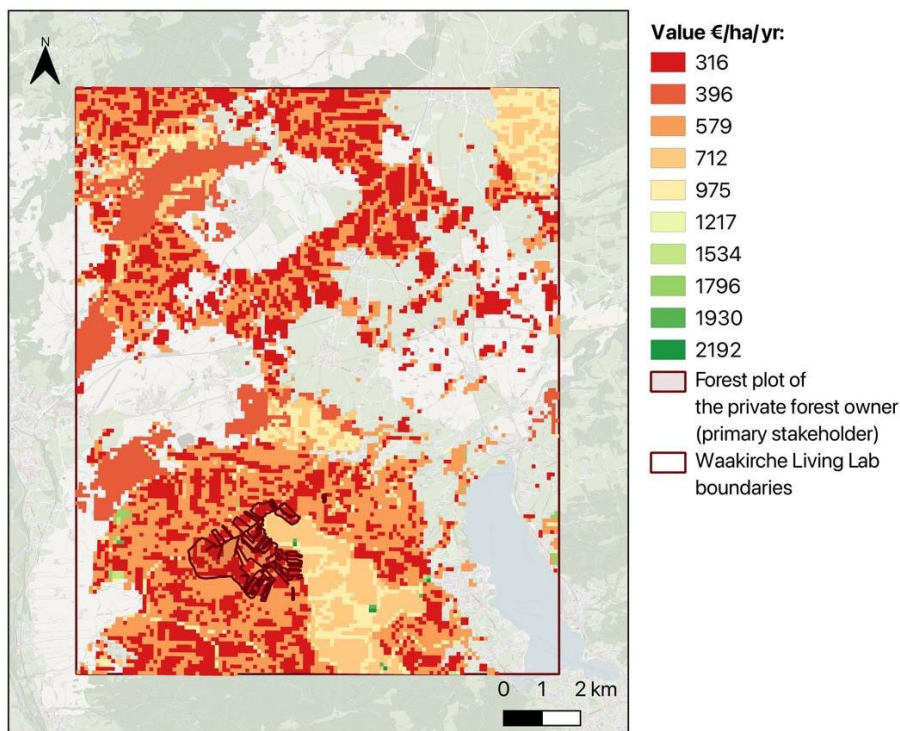 N
Value €/ha/yr:
316
396
579
712
975
1217
1534
1796
1930
2192
Forest plot of
the private forest owner
(primary stakeholder)
Waakirche Living Lab
boundaries
0 1 2 km